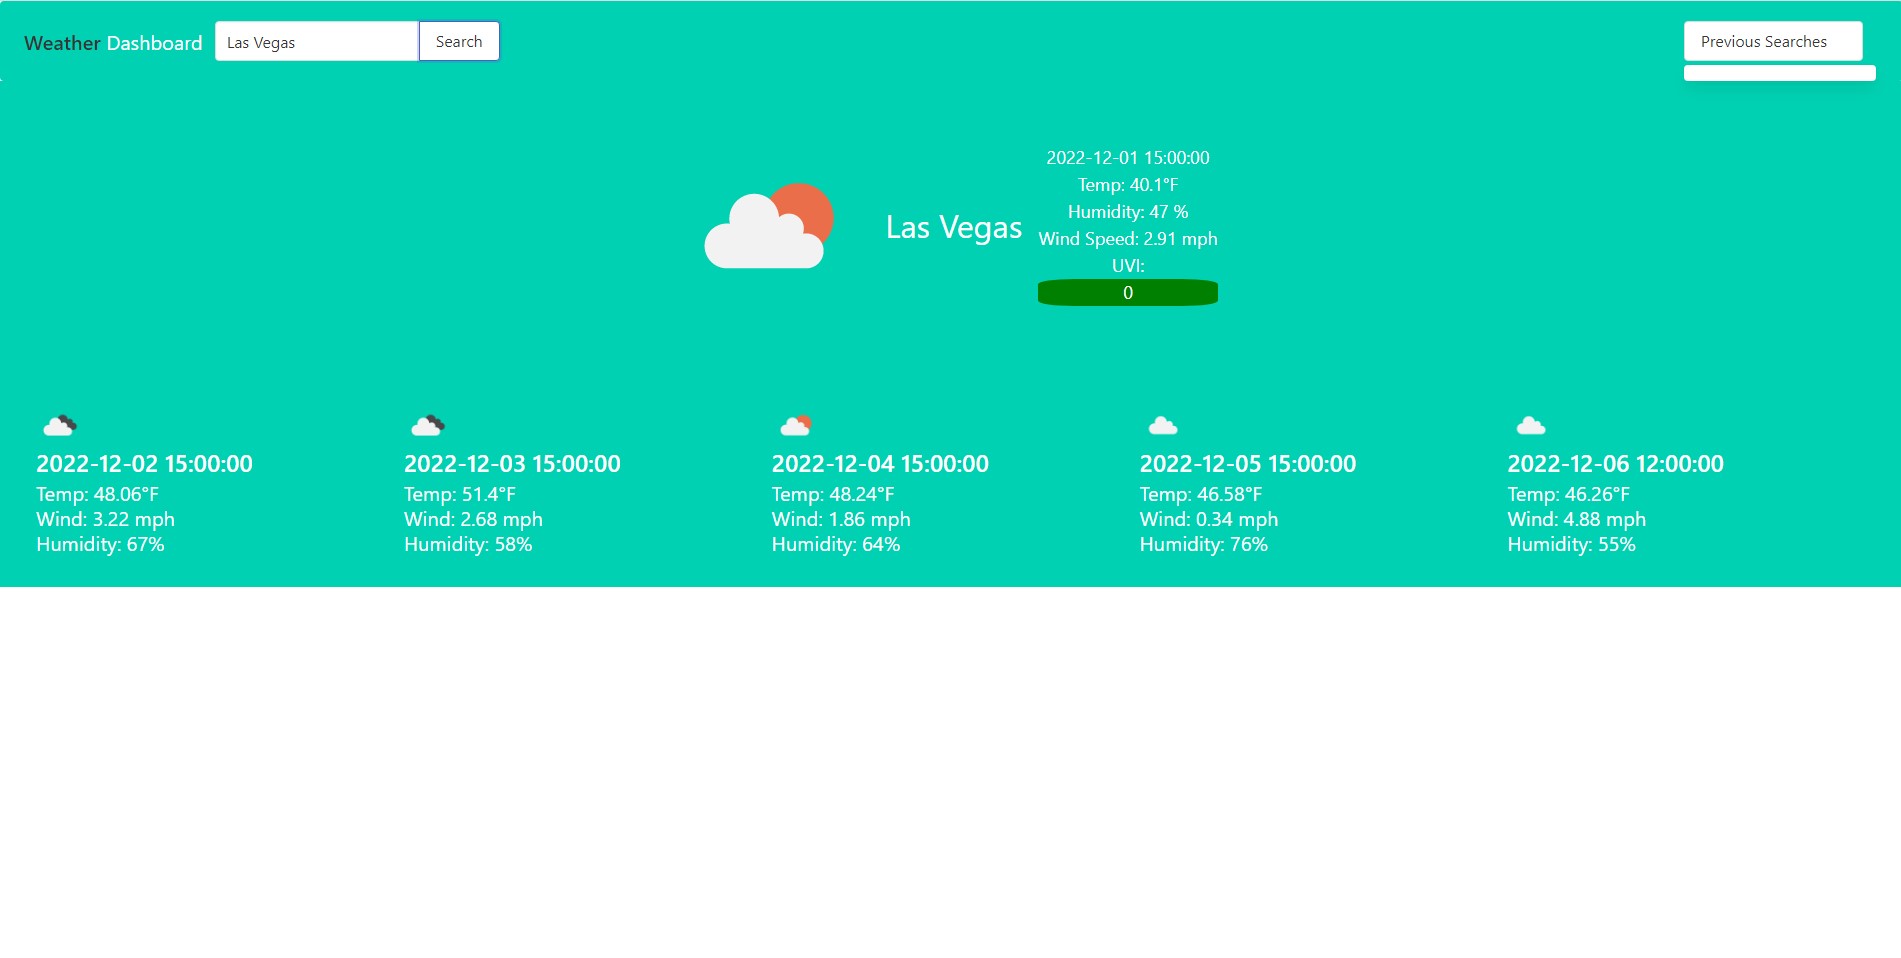 Weather Dashboard
Las Vegas
Search
Previous Searches
Las Vegas
2022-12-01 15:00:00
Temp: 40.1°F
Humidity: 47 %
Wind Speed: 2.91 mph
UVI:
0
2022-12-02 15:00:00
Temp: 48.06°F
Wind: 3.22 mph
Humidity: 67%
2022-12-03 15:00:00
Temp: 51.4°F
Wind: 2.68 mph
Humidity: 58%
2022-12-04 15:00:00
Temp: 48.24°F
Wind: 1.86 mph
Humidity: 64%
2022-12-05 15:00:00
Temp: 46.58°F
Wind: 0.34 mph
Humidity: 76%
2022-12-06 12:00:00
Temp: 46.26°F
Wind: 4.88 mph
Humidity: 55%